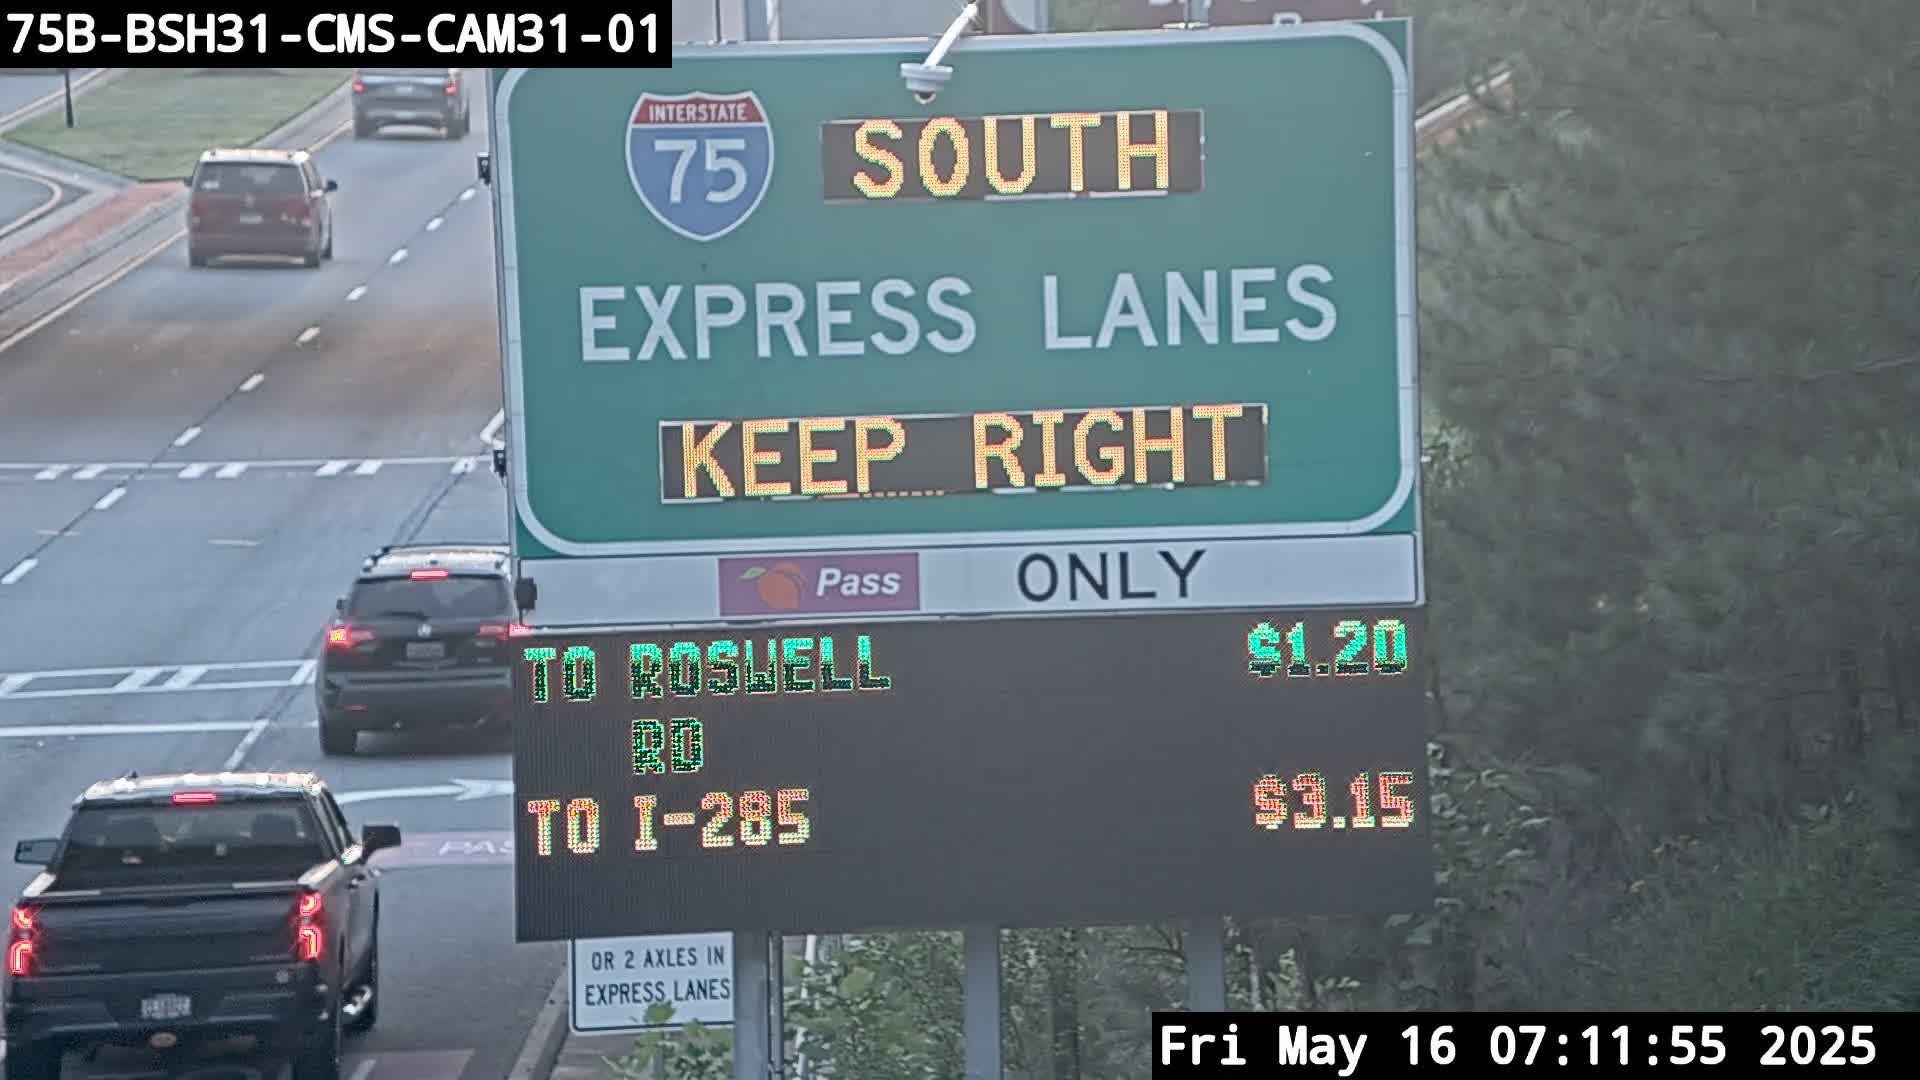 75B-BSH31-CMS-CAM31-01
INTERSTATE
75
SOUTH
EXPRESS LANES
KEEP RIGHT
Pass
ONLY
TO ROSWELL $1.20
RD
TO I-285 $3.15
OR 2 AXLES IN
EXPRESS LANES
Fri May 16 07:11:55 2025